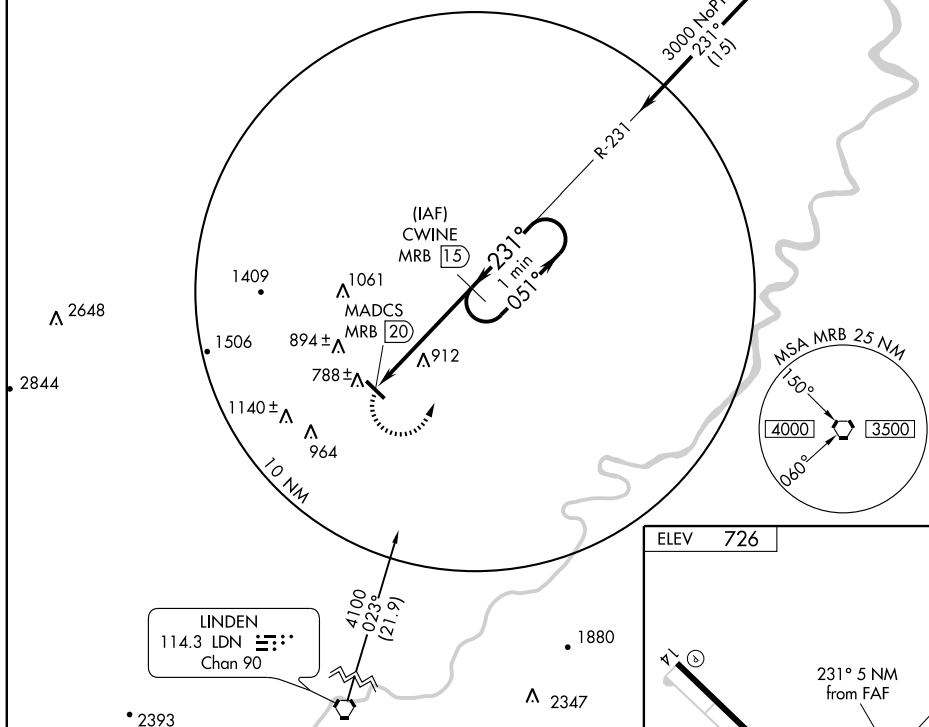 3000 NoPT
231°
(15)
R-231
(IAF)
CWINE
MRB 15
231°
1 min
051°
1409
1061
MADCS
MRB 20
2648
1506
894±
912
2844
788±
1140±
964
10 NM
MSA MRB 25 NM
150°
4000
3500
060°
ELEV 726
4100
023°
(21.9)
LINDEN
114.3 LDN
Chan 90
1880
2347
2393
14
P
231° 5 NM
from FAF